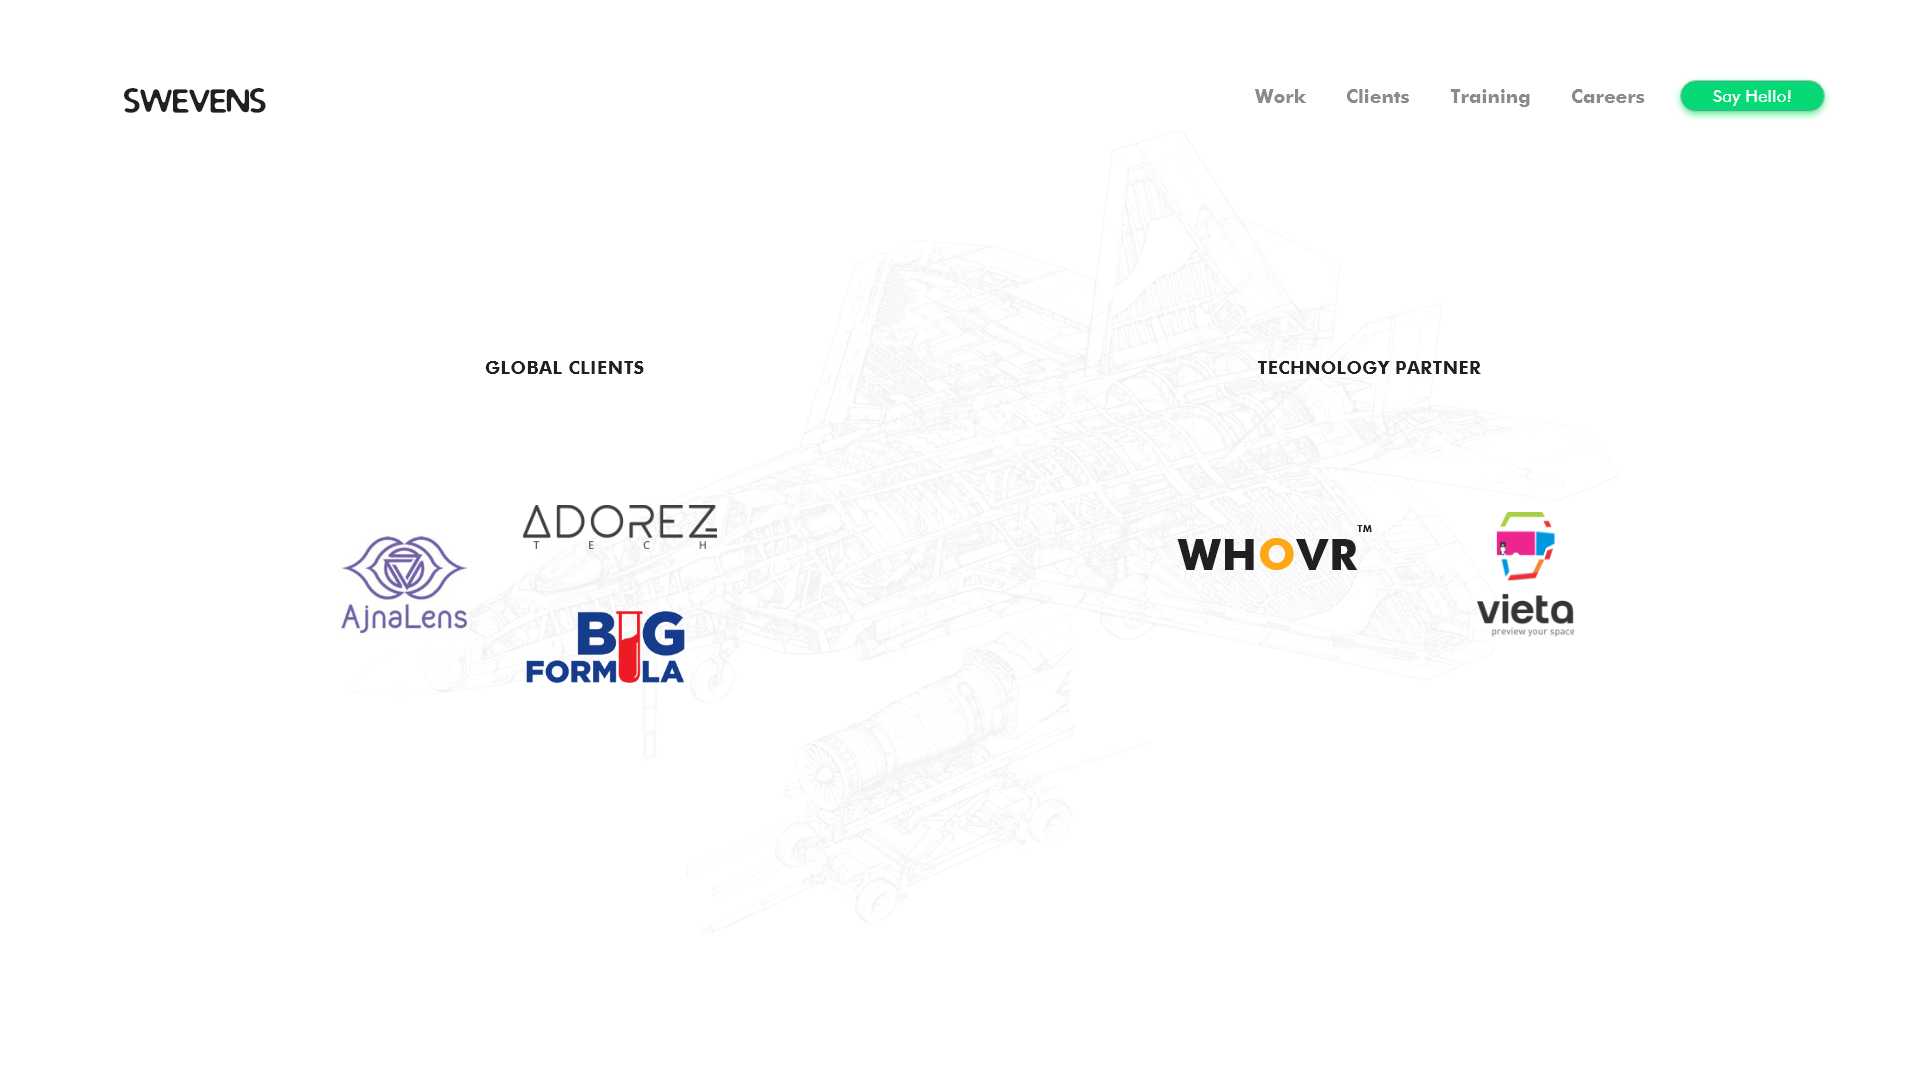 SWEVENS
Work
Clients
Training
Careers
Say Hello!
GLOBAL CLIENTS
TECHNOLOGY PARTNER
AjnaLens
ADOREZ
TECH
BIG
FORMULA
WHOVR™
vieta
preview your space